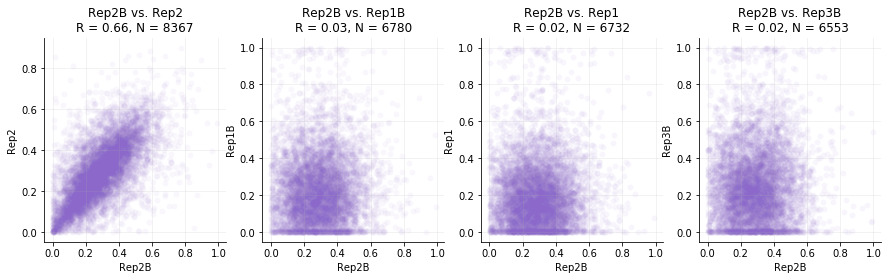 Rep2B vs. Rep2
R = 0.66, N = 8367
Rep2
0.8
0.6
0.4
0.2
0.0
0.0 0.2 0.4 0.6 0.8 1.0
Rep2B
Rep2B vs. Rep1B
R = 0.03, N = 6780
Rep1B
1.0
0.8
0.6
0.4
0.2
0.0
0.0 0.2 0.4 0.6 0.8 1.0
Rep2B
Rep2B vs. Rep1
R = 0.02, N = 6732
Rep1
1.0
0.8
0.6
0.4
0.2
0.0
0.0 0.2 0.4 0.6 0.8 1.0
Rep2B
Rep2B vs. Rep3B
R = 0.02, N = 6553
Rep3B
1.0
0.8
0.6
0.4
0.2
0.0
0.0 0.2 0.4 0.6 0.8 1.0
Rep2B